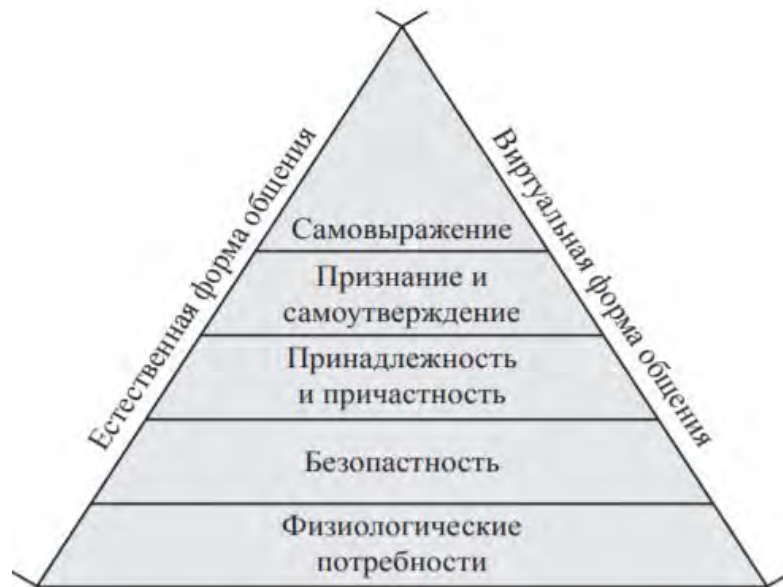 Естественная форма общения
Виртуальная форма общения
Самовыражение
Признание и
самоутверждение
Принадлежность
и причастность
Безопастность
Физиологические
потребности